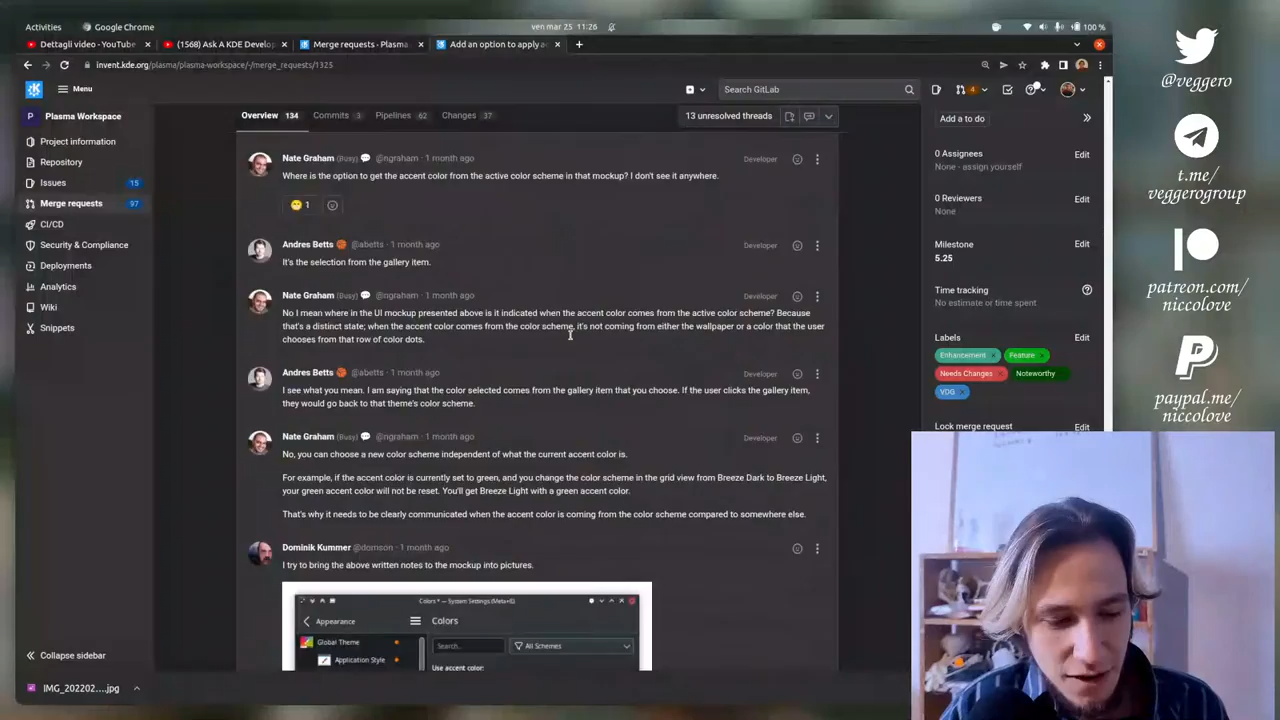 Activities
Google Chrome
ven mar 25 11:26
100 %
Dettagli video - YouTube
(1568) Ask A KDE Develop
Merge requests · Plasma
Add an option to apply a
invent.kde.org/plasma/plasma-workspace/-/merge_requests/1325
Menu
Search GitLab
4
Plasma Workspace
Project information
Repository
Issues 15
Merge requests 97
CI/CD
Security & Compliance
Deployments
Analytics
Wiki
Snippets
Collapse sidebar
IMG_202202....jpg
Overview 134
Commits 3
Pipelines 62
Changes 37
13 unresolved threads
Nate Graham (Busy) @ngraham · 1 month ago
Developer
Where is the option to get the accent color from the active color scheme in that mockup? I don't see it anywhere.
1
Andres Betts @abetts · 1 month ago
Developer
It's the selection from the gallery item.
Nate Graham (Busy) @ngraham · 1 month ago
Developer
No I mean where in the UI mockup presented above is it indicated when the accent color comes from the active color scheme? Because
that's a distinct state; when the accent color comes from the color scheme, it's not coming from either the wallpaper or a color that the user
chooses from that row of color dots.
Andres Betts @abetts · 1 month ago
Developer
I see what you mean. I am saying that the color selected comes from the gallery item that you choose. If the user clicks the gallery item,
they would go back to that theme's color scheme.
Nate Graham (Busy) @ngraham · 1 month ago
Developer
No, you can choose a new color scheme independent of what the current accent color is.
For example, if the accent color is currently set to green, and you change the color scheme in the grid view from Breeze Dark to Breeze Light,
your green accent color will not be reset. You'll get Breeze Light with a green accent color.
That's why it needs to be clearly communicated when the accent color is coming from the color scheme compared to somewhere else.
Dominik Kummer @domson · 1 month ago
I try to bring the above written notes to the mockup into pictures.
Colors * — System Settings (Meta+E)
Appearance
Colors
Global Theme
Application Style
Search...
All Schemes
Use accent color:
Add a to do
0 Assignees
Edit
None - assign yourself
0 Reviewers
Edit
None
Milestone
Edit
5.25
Time tracking
No estimate or time spent
Labels
Edit
Enhancement
Feature
Needs Changes
Noteworthy
VDG
Lock merge request
Edit
@veggero
t.me/
veggerogroup
patreon.com/
niccolove
paypal.me/
niccolove